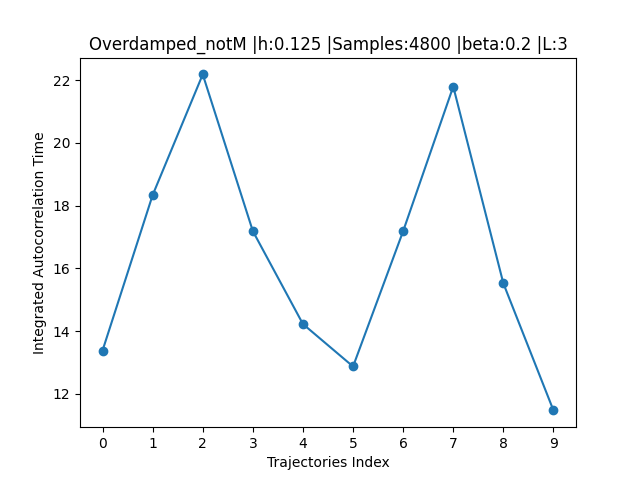 Overdamped_notM |h:0.125 |Samples:4800 |beta:0.2 |L:3
22
20
18
16
14
12
Integrated Autocorrelation Time
0 1 2 3 4 5 6 7 8 9
Trajectories Index